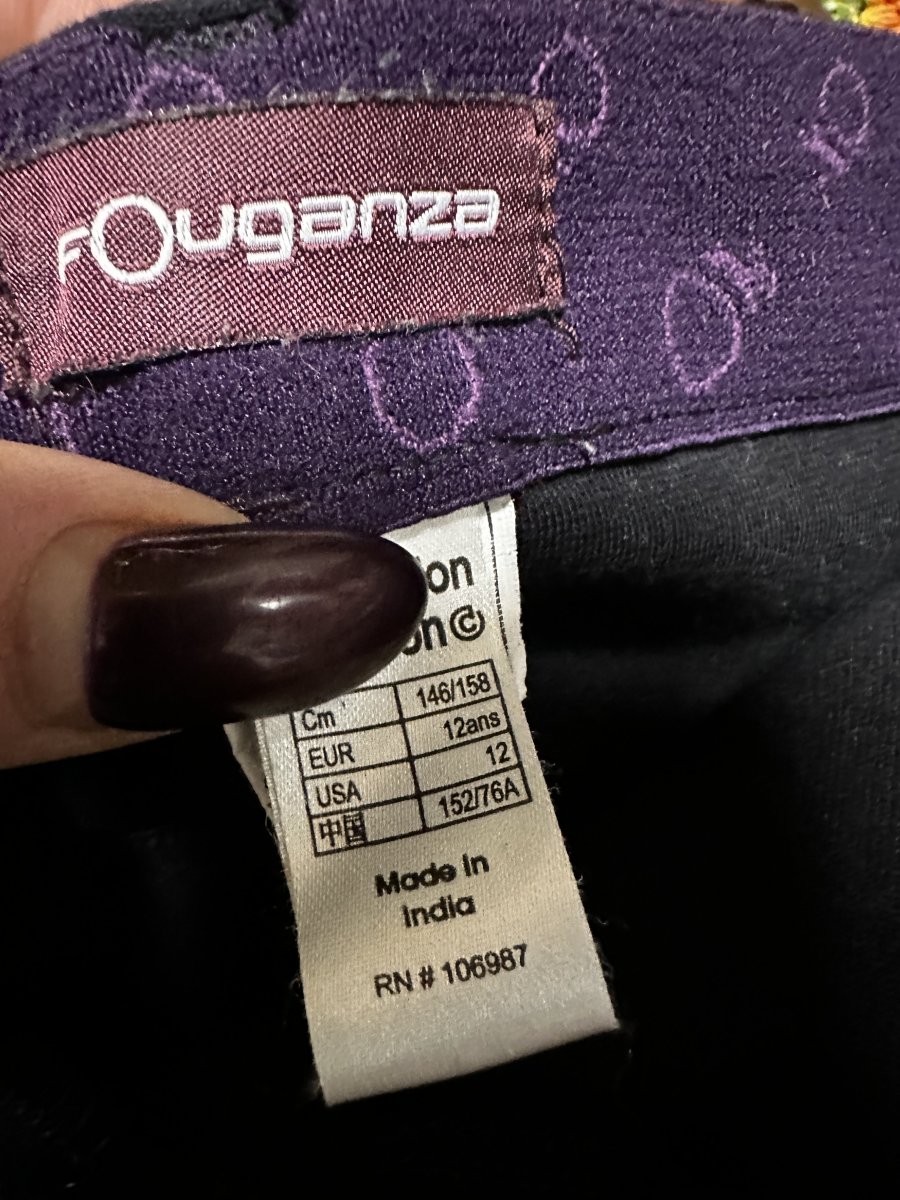 FOuganza
on
on©
Cm 146/158
EUR 12ans
USA 12
中国 152/76A
Made in
India
RN # 106987